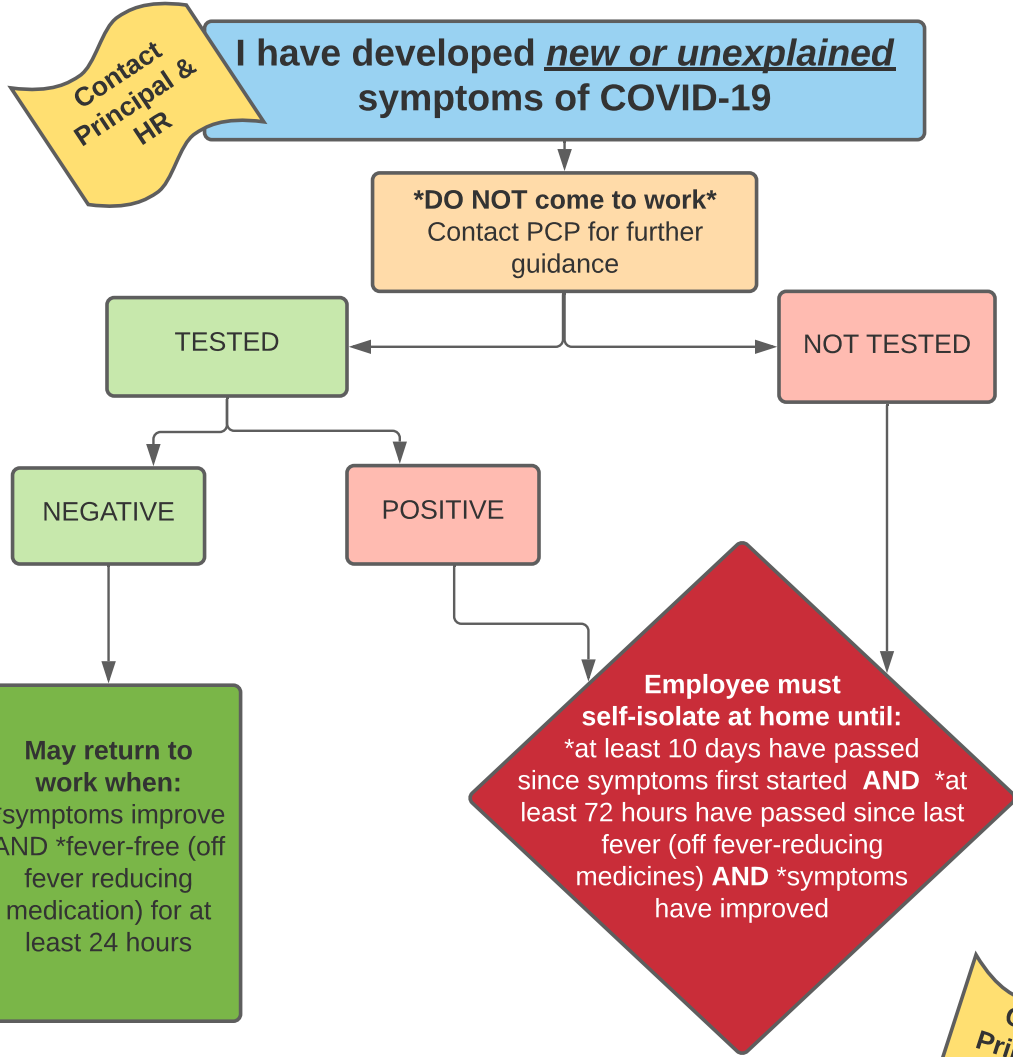 Contact
Principal &
HR
I have developed new or unexplained
symptoms of COVID-19
*DO NOT come to work*
Contact PCP for further
guidance
TESTED
NOT TESTED
NEGATIVE
POSITIVE
May return to
work when:
*symptoms improve
AND *fever-free (off
fever reducing
medication) for at
least 24 hours
Employee must
self-isolate at home until:
*at least 10 days have passed
since symptoms first started AND *at
least 72 hours have passed since last
fever (off fever-reducing
medicines) AND *symptoms
have improved